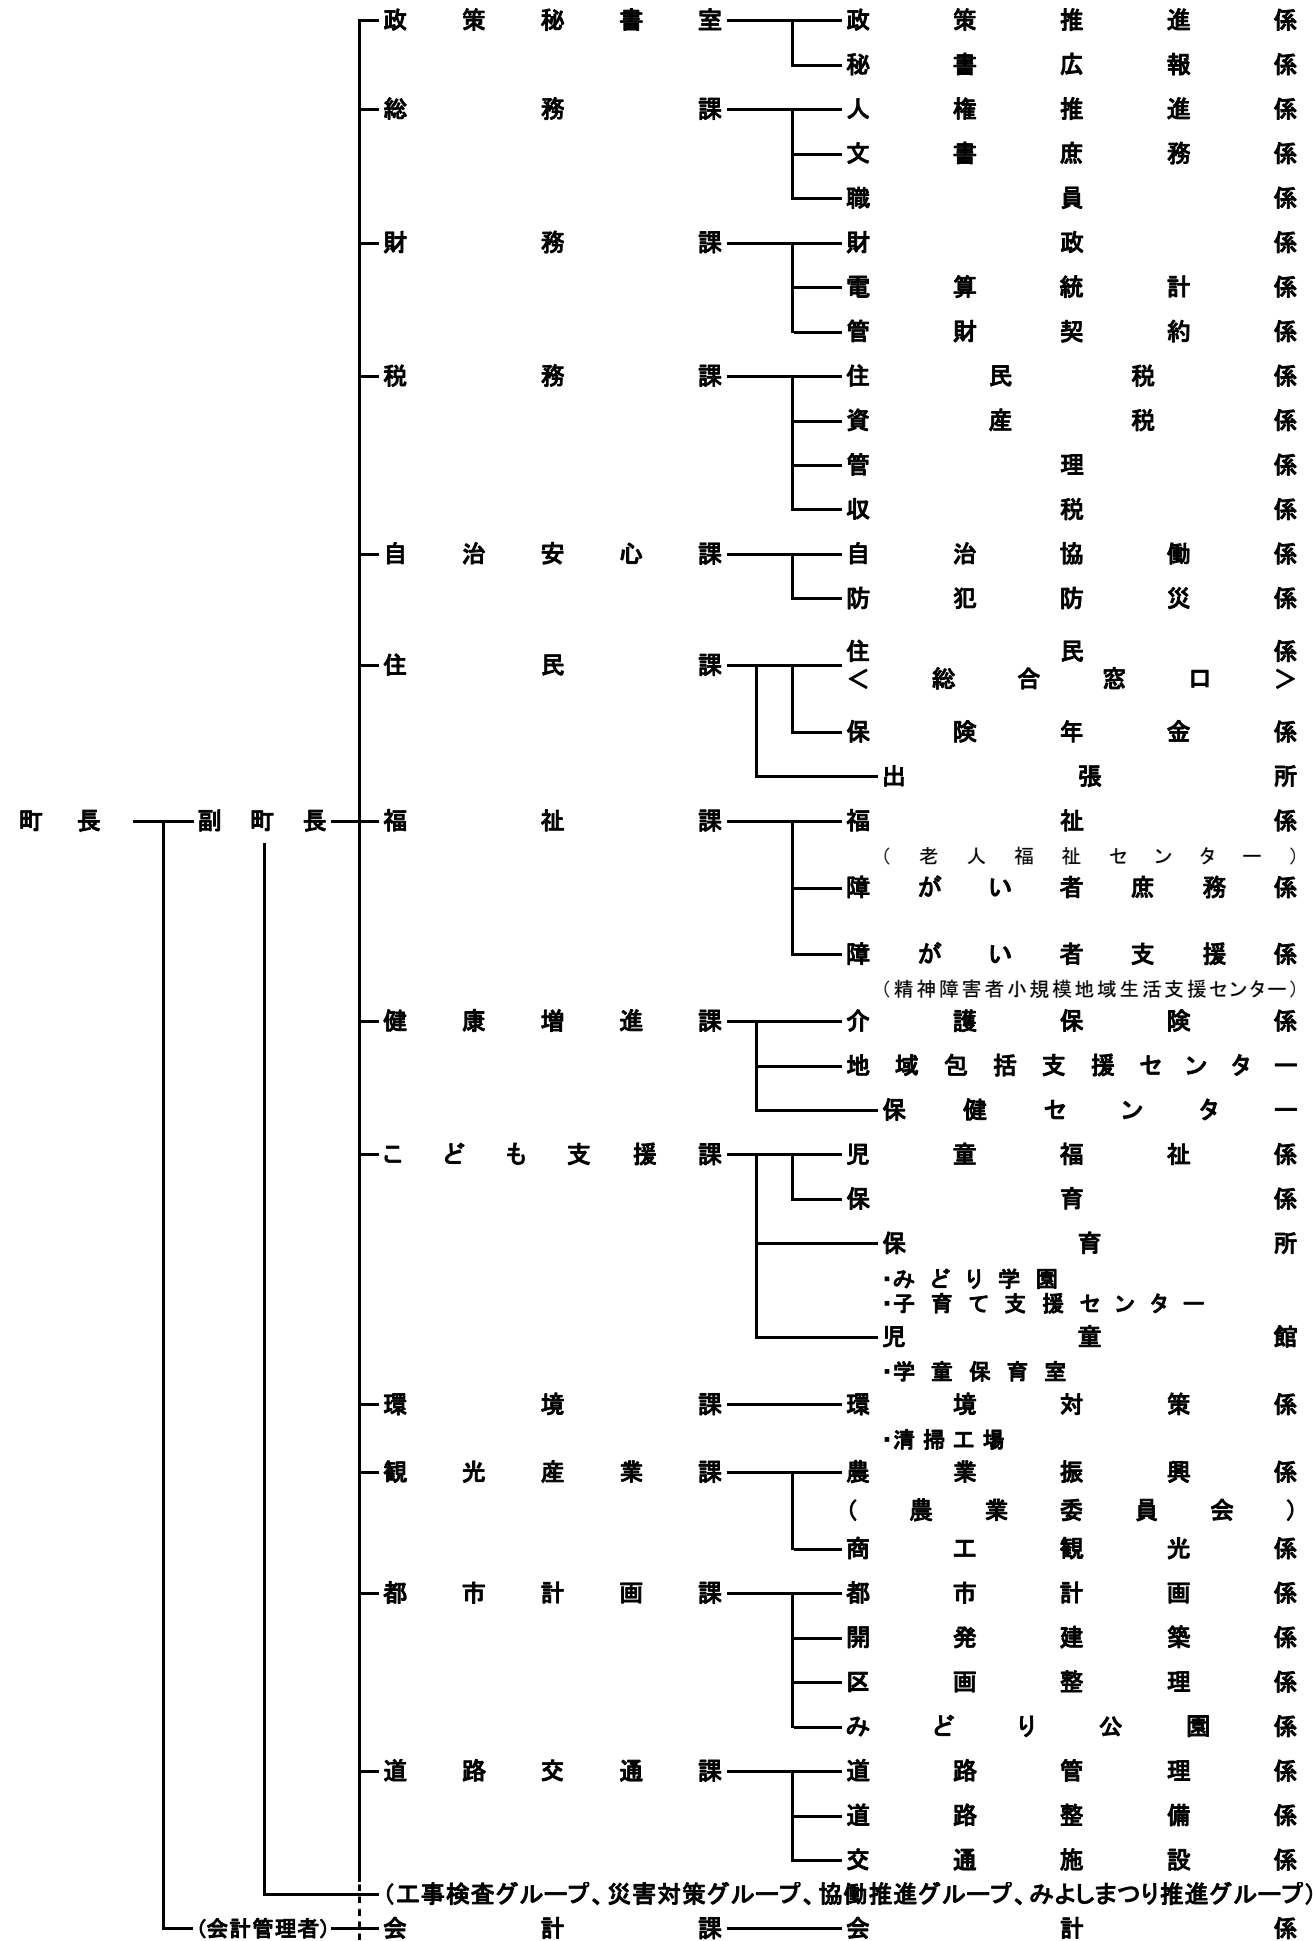 政策秘書室 政策推進係
秘書広報係
総務課 人権推進係
文書庶務係
職員係
財務課 財政係
電算統計係
管財契約係
税務課 住民税係
資産税係
管理係
収税係
自治安心課 自治協働係
防犯防災係
住民課 住民係
＜総合窓口＞
保険年金係
出張所
町長 副町長 福祉課 福祉係
（老人福祉センター）
障がい者庶務係
障がい者支援係
（精神障害者小規模地域生活支援センター）
健康増進課 介護保険係
地域包括支援センター
保健センター
こども支援課 児童福祉係
保育係
保育所
・みどり学園
・子育て支援センター
児童館
・学童保育室
環境課 環境対策係
・清掃工場
観光産業課 農業振興係
（農業委員会）
商工観光係
都市計画課 都市計画係
開発建築係
区画整理係
みどり公園係
道路交通課 道路管理係
道路整備係
交通施設係
（工事検査グループ、災害対策グループ、協働推進グループ、みよしまつり推進グループ）
（会計管理者） 会計課 会計係